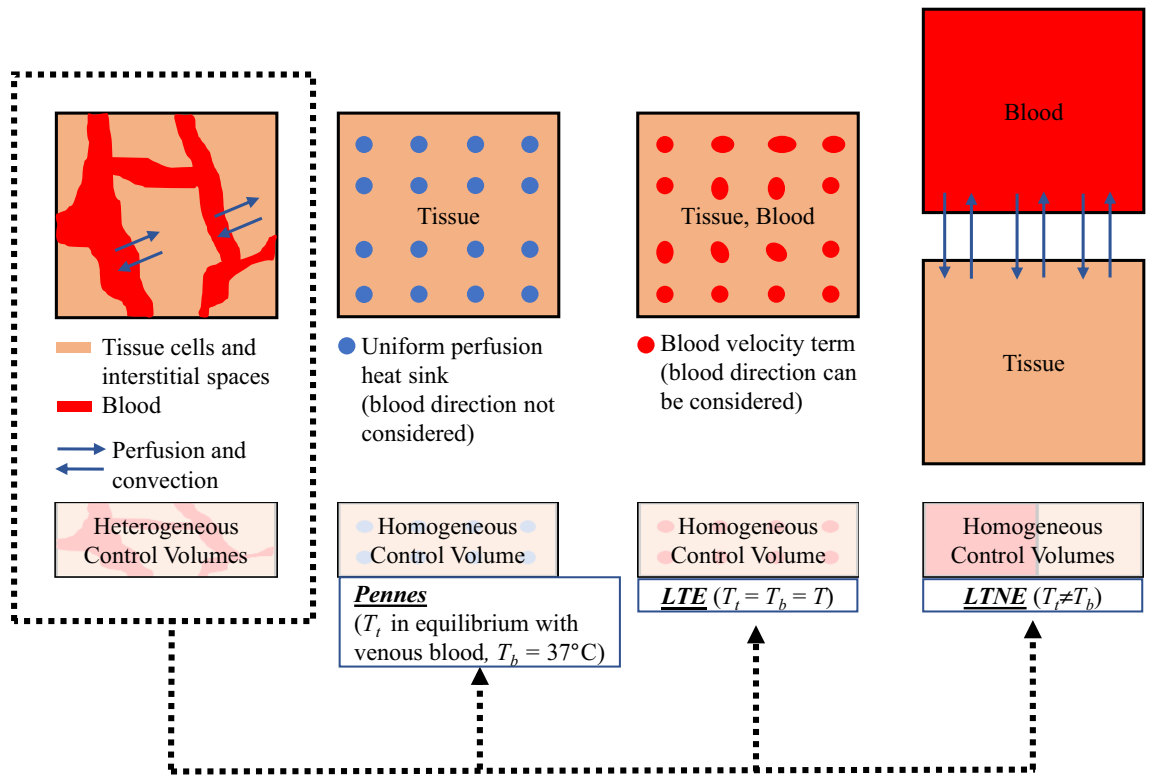 Blood
Tissue
Tissue, Blood
Tissue
Tissue cells and
interstitial spaces
Blood
Perfusion and
convection
Uniform perfusion
heat sink
(blood direction not
considered)
Blood velocity term
(blood direction can
be considered)
Heterogeneous
Control Volumes
Homogeneous
Control Volume
Homogeneous
Control Volume
Homogeneous
Control Volumes
Pennes
(Tt in equilibrium with
venous blood, Tb = 37°C)
LTE (Tt = Tb = T)
LTNE (Tt≠Tb)